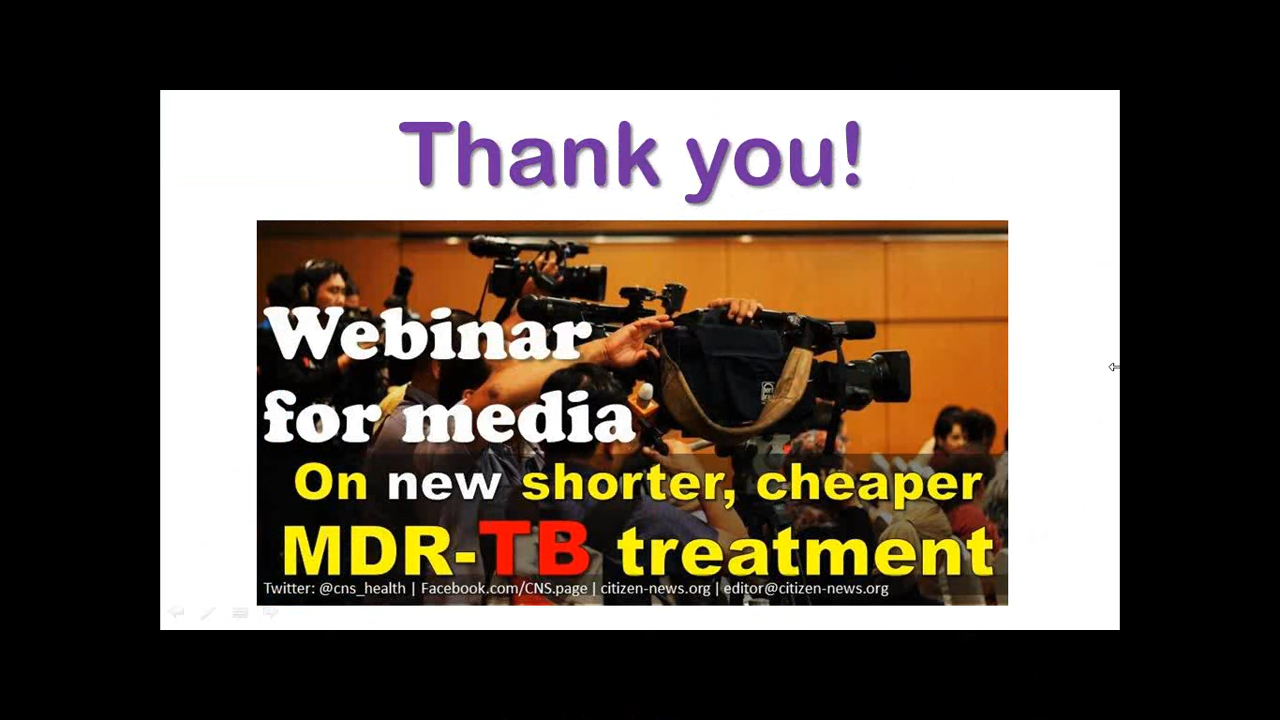 Thank you!
Webinar
for media
On new shorter, cheaper
MDR-TB treatment
Twitter: @cns_health | Facebook.com/CNS.page | citizen-news.org | editor@citizen-news.org